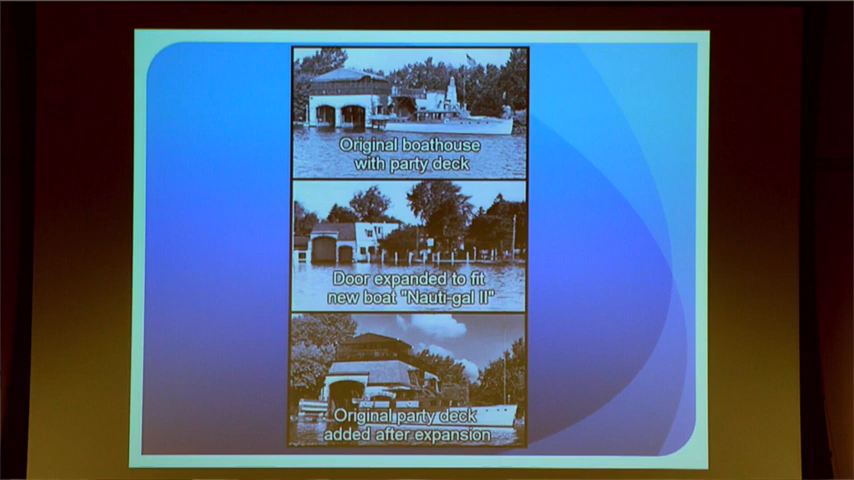 Original boathouse
with party deck
Door expanded to fit
new boat "Nauti-gal II"
Original party deck
added after expansion